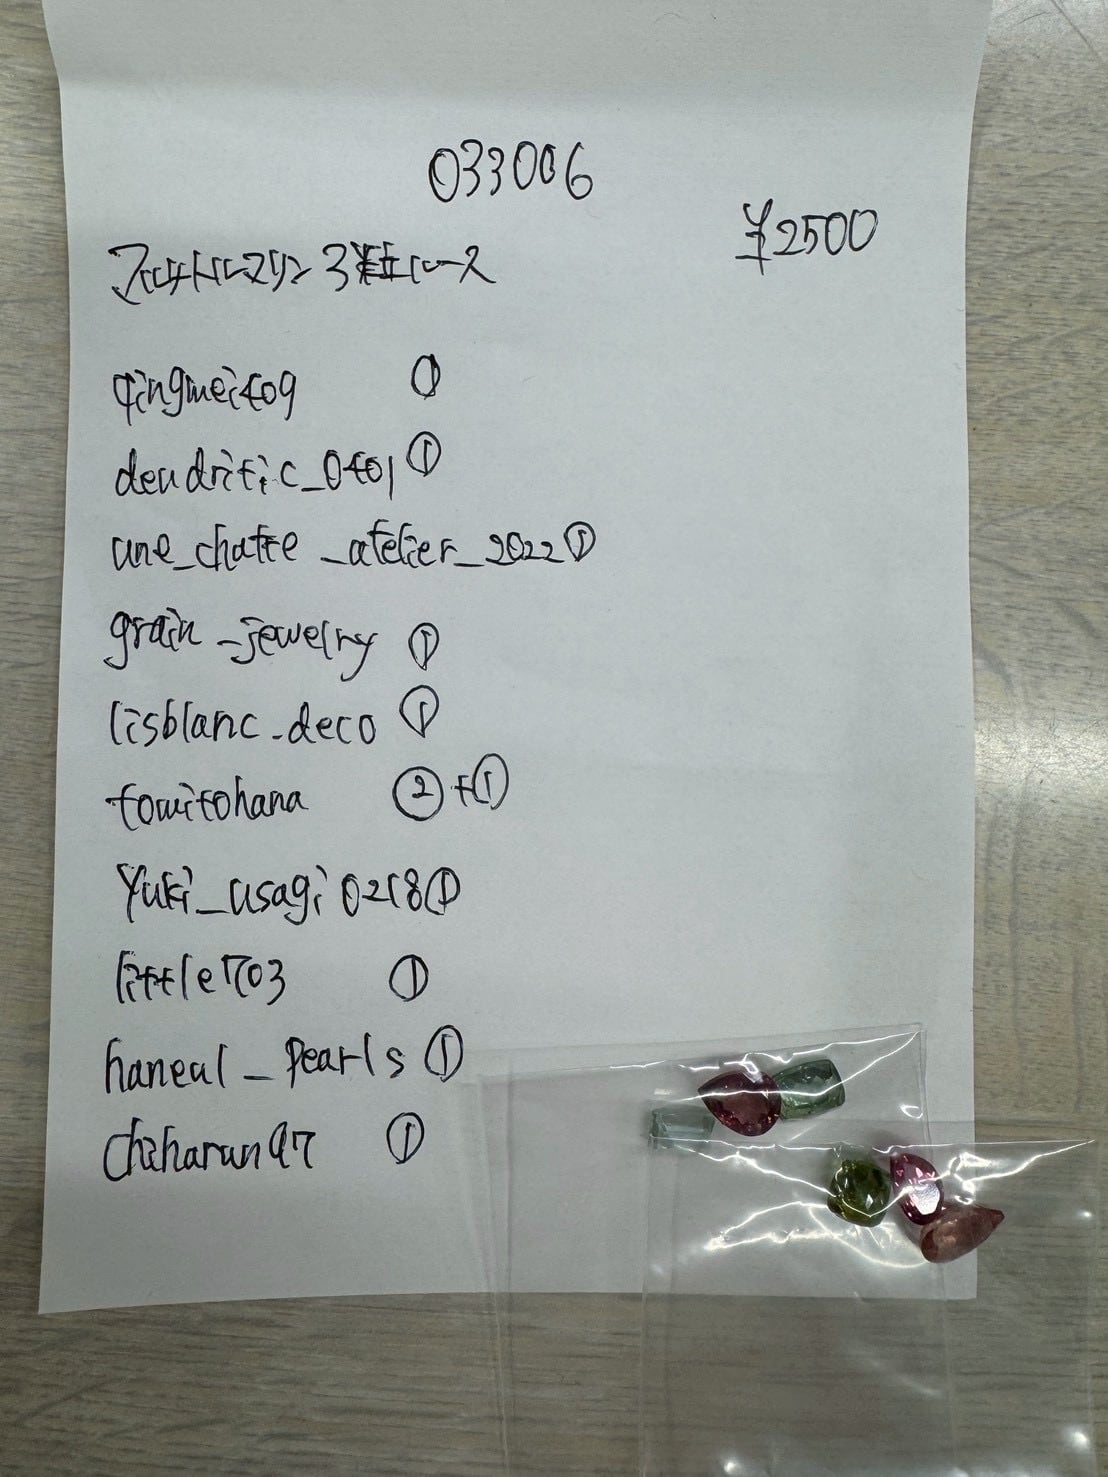 033006
¥2500
マルチトルマリン3粒ルース
qingmei409 ①
dendritic_0401 ①
une_chatte_atelier_2022 ①
grain_jewelry ①
lisblanc_deco ①
tomitohana ②+①
yuki_usagi0218 ①
little703 ①
haneul_pearls ①
chiharun97 ①